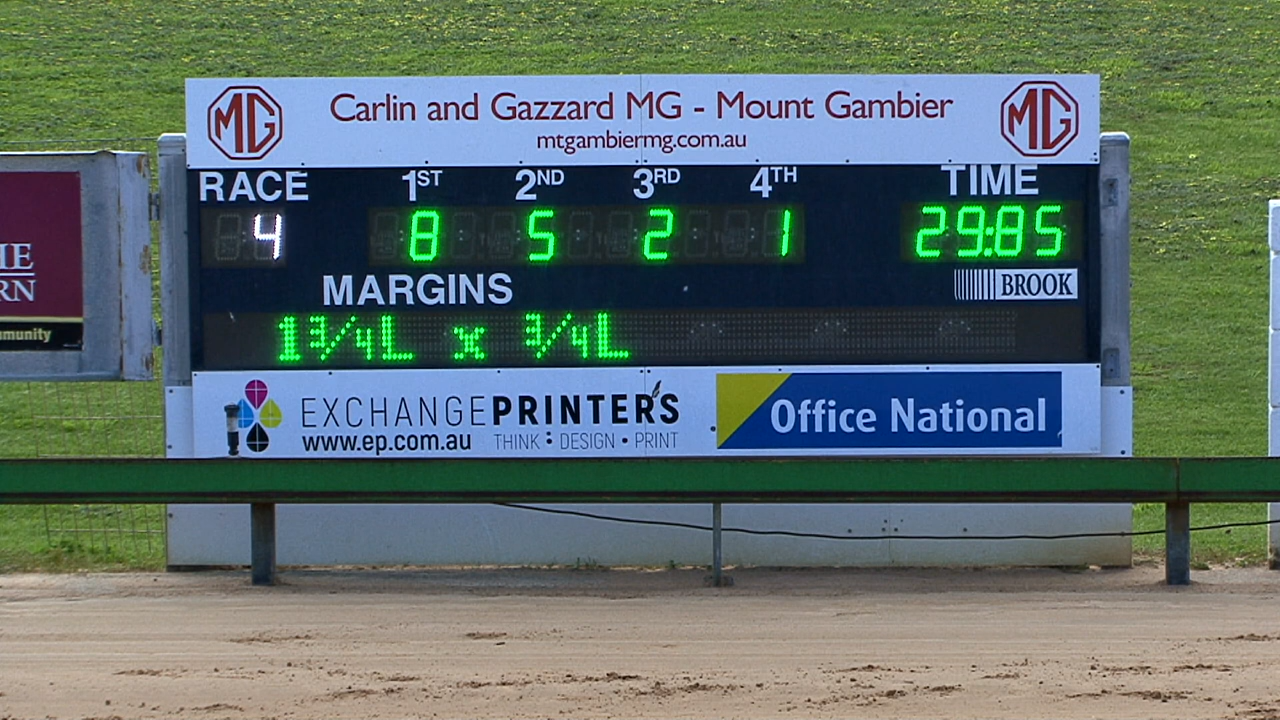 MG Carlin and Gazzard MG - Mount Gambier MG
mtgambiermg.com.au
RACE 1ST 2ND 3RD 4TH TIME
4 8 5 2 1 29:85
MARGINS BROOK
1¾L x ¾L
EXCHANGEPRINTERS
www.ep.com.au THINK : DESIGN • PRINT
Office National